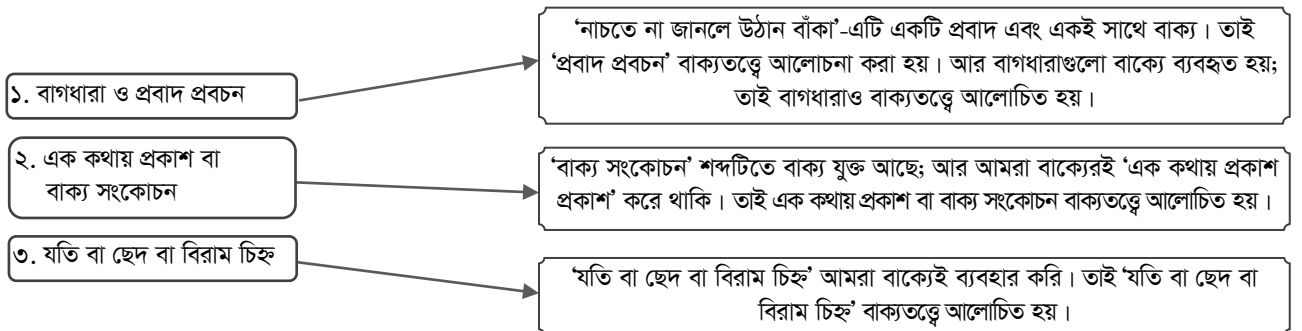 ১. বাগধারা ও প্রবাদ প্রবচন
‘নাচতে না জানলে উঠান বাঁকা’-এটি একটি প্রবাদ এবং একই সাথে বাক্য। তাই
‘প্রবাদ প্রবচন’ বাক্যতত্ত্বে আলোচনা করা হয়। আর বাগধারাগুলো বাক্যে ব্যবহৃত হয়;
তাই বাগধারাও বাক্যতত্ত্বে আলোচিত হয়।
২. এক কথায় প্রকাশ বা
বাক্য সংকোচন
‘বাক্য সংকোচন’ শব্দটিতে বাক্য যুক্ত আছে; আর আমরা বাক্যেরই ‘এক কথায় প্রকাশ
প্রকাশ’ করে থাকি। তাই এক কথায় প্রকাশ বা বাক্য সংকোচন বাক্যতত্ত্বে আলোচিত হয়।
৩. যতি বা ছেদ বা বিরাম চিহ্ন
‘যতি বা ছেদ বা বিরাম চিহ্ন’ আমরা বাক্যেই ব্যবহার করি। তাই ‘যতি বা ছেদ বা
বিরাম চিহ্ন’ বাক্যতত্ত্বে আলোচিত হয়।